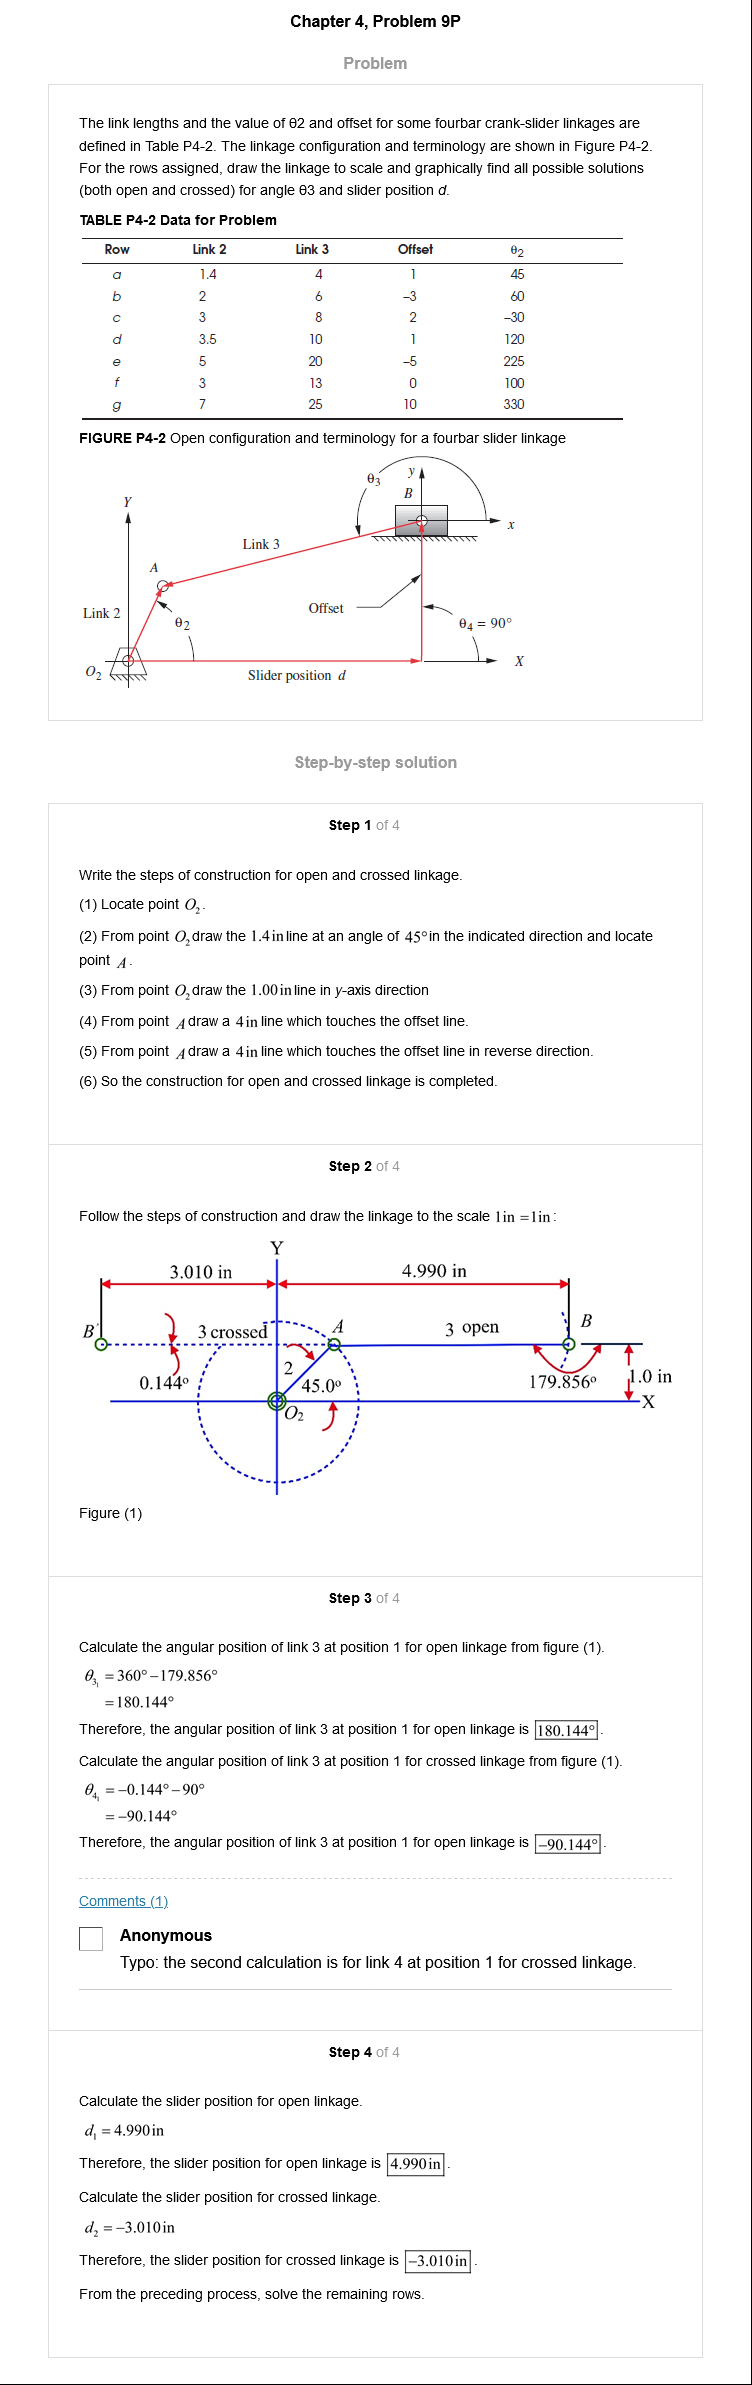 Chapter 4, Problem 9P
Problem
The link lengths and the value of θ2 and offset for some fourbar crank-slider linkages are
defined in Table P4-2. The linkage configuration and terminology are shown in Figure P4-2.
For the rows assigned, draw the linkage to scale and graphically find all possible solutions
(both open and crossed) for angle θ3 and slider position d.
TABLE P4-2 Data for Problem
Row Link 2 Link 3 Offset θ2
a 1.4 4 1 45
b 2 6 –3 60
c 3 8 2 –30
d 3.5 10 1 120
e 5 20 –5 225
f 3 13 0 100
g 7 25 10 330
FIGURE P4-2 Open configuration and terminology for a fourbar slider linkage
θ3 y
B
Y
x
Link 3
A
Link 2
θ2
Offset
θ4 = 90°
O2
X
Slider position d
Step-by-step solution
Step 1 of 4
Write the steps of construction for open and crossed linkage.
(1) Locate point O₂.
(2) From point O₂ draw the 1.4 in line at an angle of 45° in the indicated direction and locate
point A.
(3) From point O₂ draw the 1.00 in line in y-axis direction
(4) From point A draw a 4 in line which touches the offset line.
(5) From point A draw a 4 in line which touches the offset line in reverse direction.
(6) So the construction for open and crossed linkage is completed.
Step 2 of 4
Follow the steps of construction and draw the linkage to the scale 1in =1in:
Y
3.010 in 4.990 in
B' 3 crossed A 3 open B
2
0.144° 45.0° 179.856° 1.0 in
O2 X
Figure (1)
Step 3 of 4
Calculate the angular position of link 3 at position 1 for open linkage from figure (1).
θ₃₁ = 360° – 179.856°
= 180.144°
Therefore, the angular position of link 3 at position 1 for open linkage is 180.144°.
Calculate the angular position of link 3 at position 1 for crossed linkage from figure (1).
θ₄₁ = –0.144° – 90°
= –90.144°
Therefore, the angular position of link 3 at position 1 for open linkage is –90.144°.
Comments (1)
Anonymous
Typo: the second calculation is for link 4 at position 1 for crossed linkage.
Step 4 of 4
Calculate the slider position for open linkage.
d₁ = 4.990 in
Therefore, the slider position for open linkage is 4.990 in.
Calculate the slider position for crossed linkage.
d₂ = –3.010 in
Therefore, the slider position for crossed linkage is –3.010 in.
From the preceding process, solve the remaining rows.